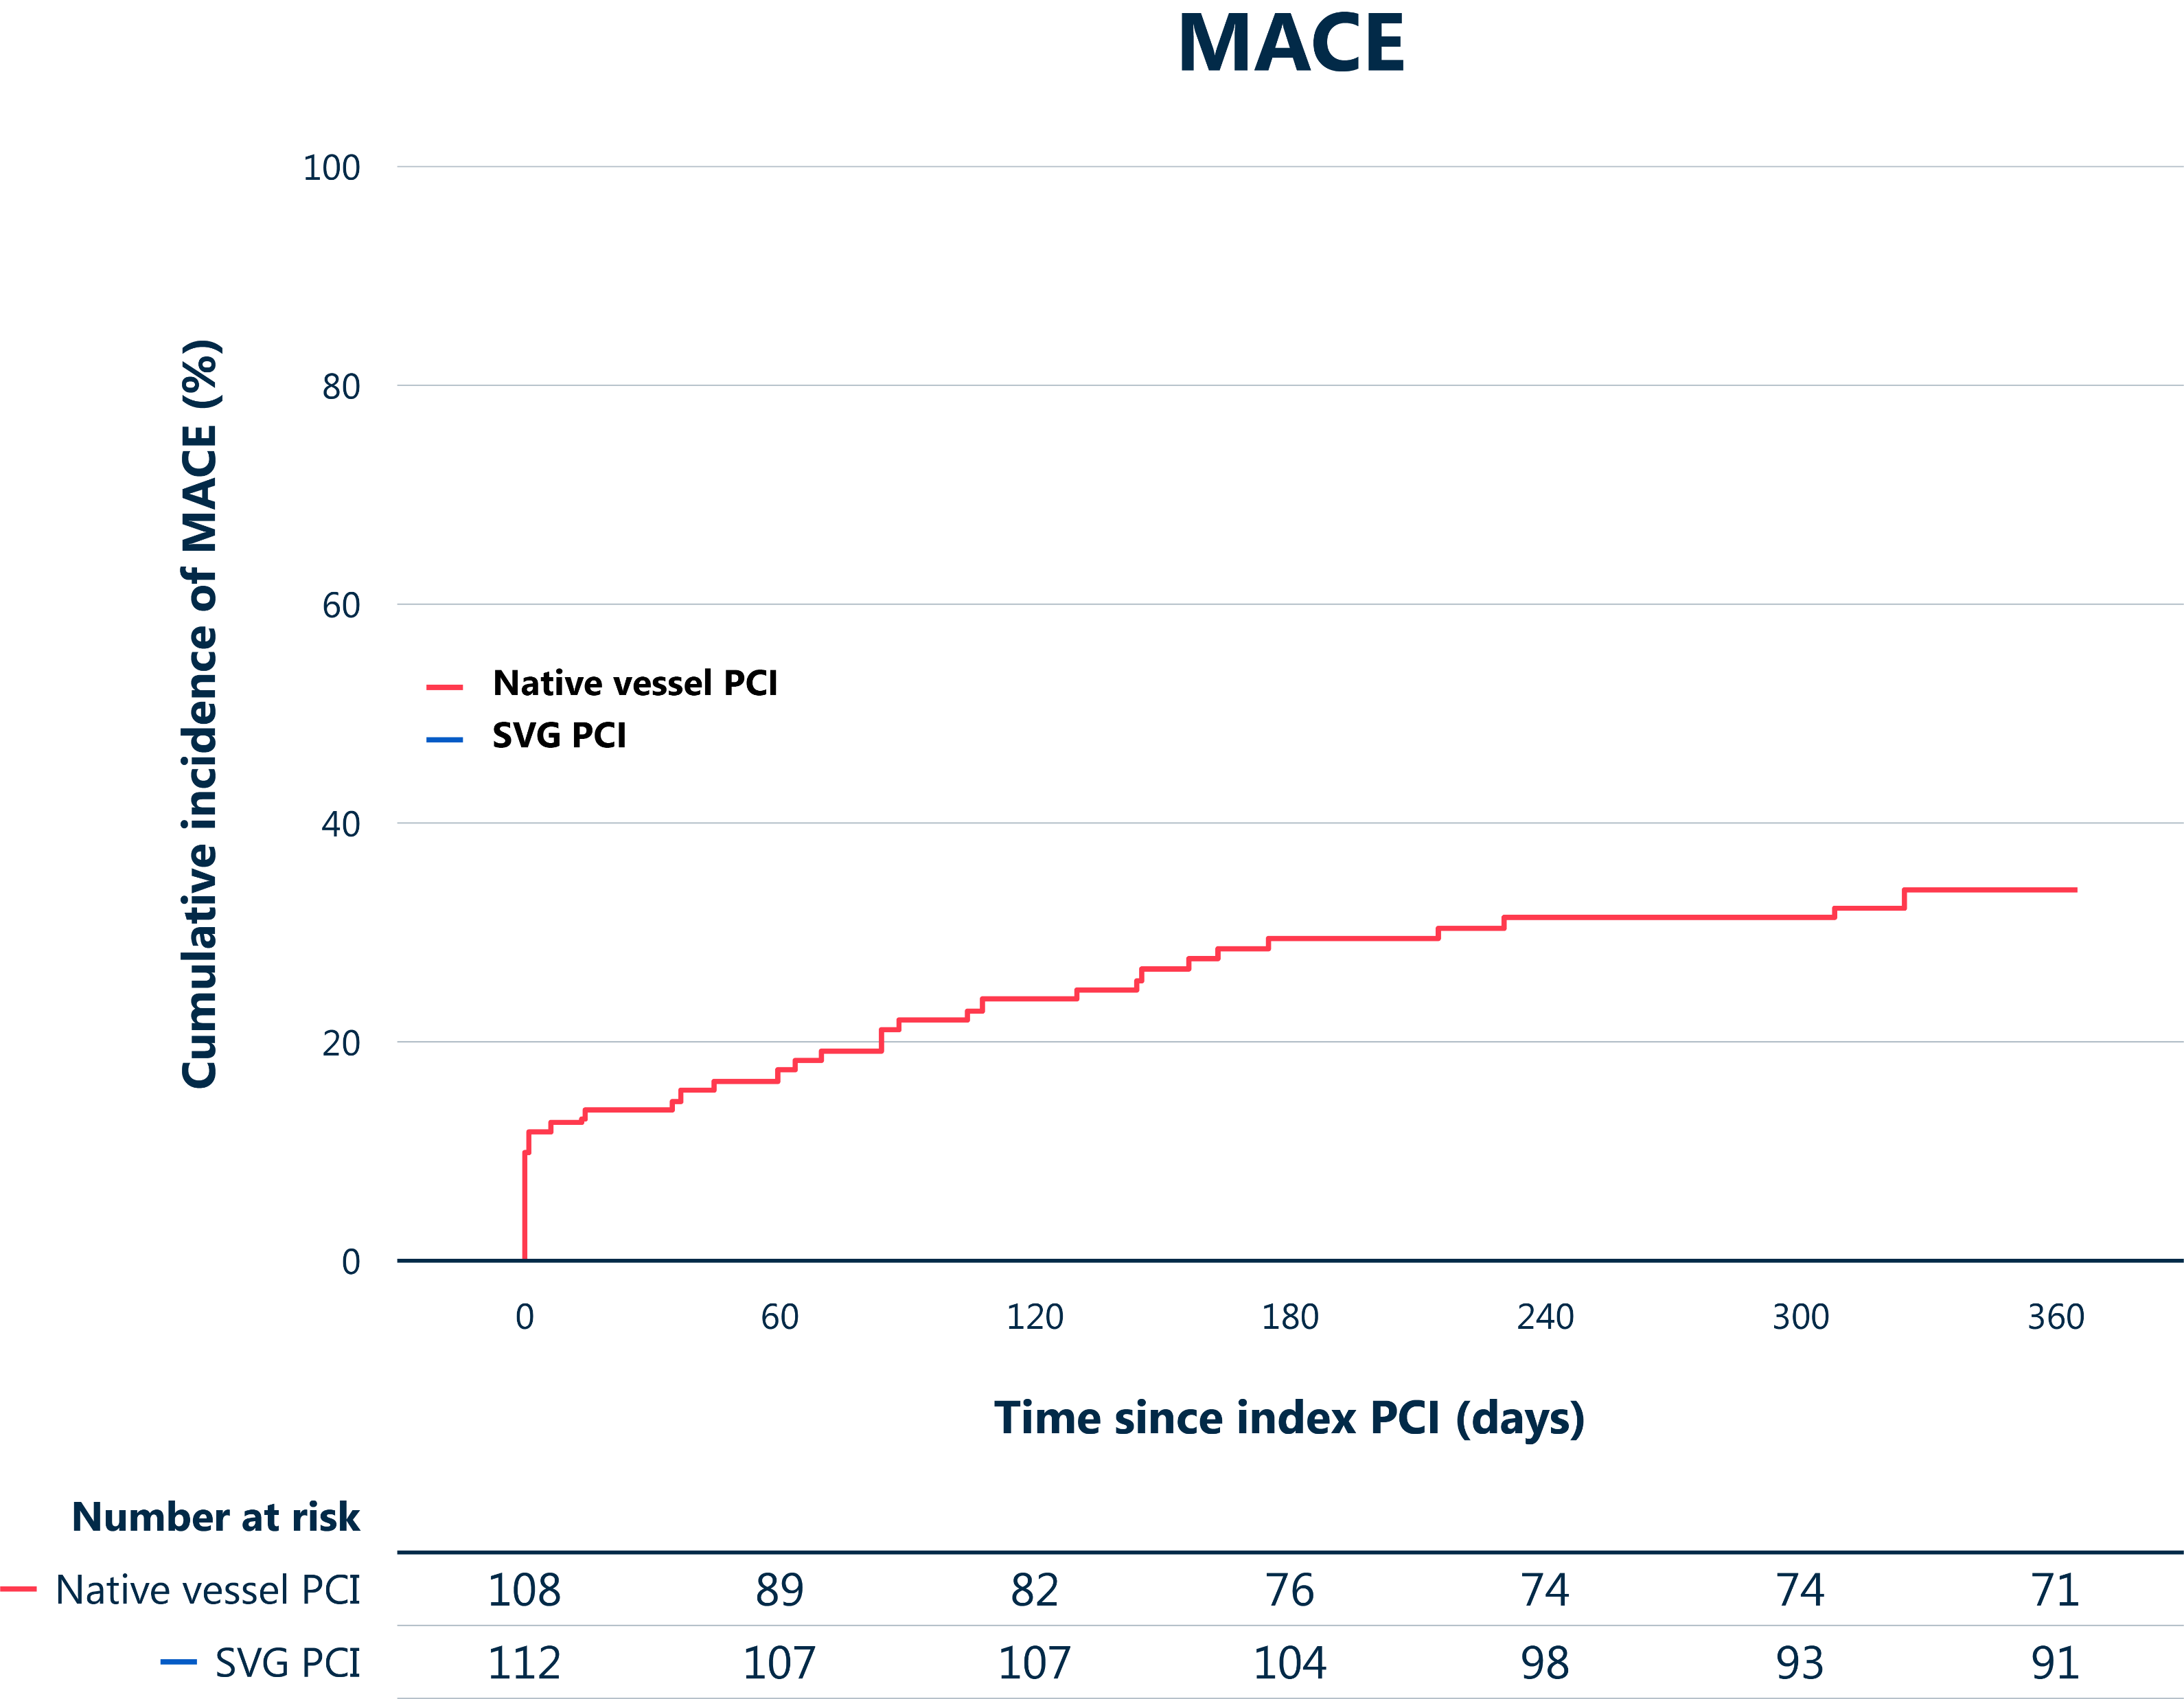 MACE
Cumulative incidence of MACE (%)
100
80
60
40
20
0
Native vessel PCI
SVG PCI
0 60 120 180 240 300 360
Time since index PCI (days)
Number at risk
Native vessel PCI 108 89 82 76 74 74 71
SVG PCI 112 107 107 104 98 93 91